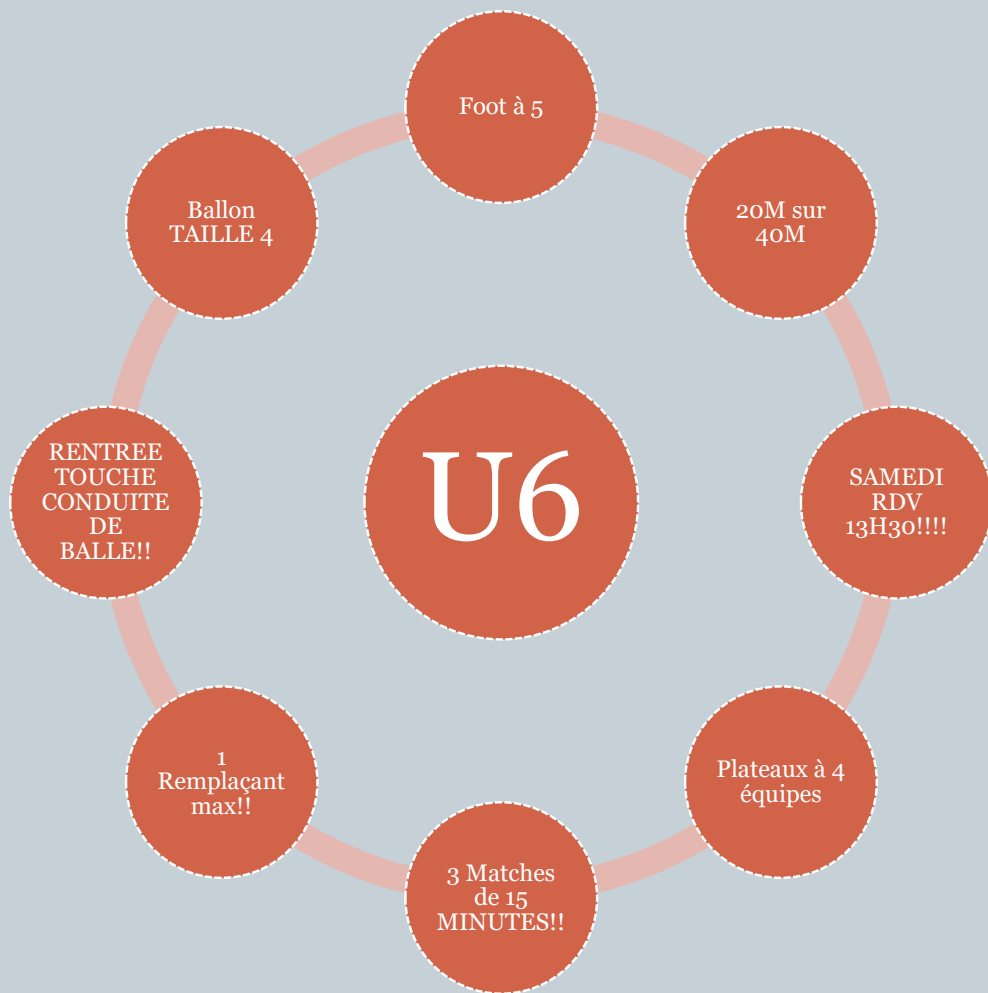 Foot à 5
20M sur
40M
SAMEDI
RDV
13H30!!!!
Plateaux à 4
équipes
3 Matches
de 15
MINUTES!!
1
Remplaçant
max!!
RENTREE
TOUCHE
CONDUITE
DE
BALLE!!
Ballon
TAILLE 4
U6